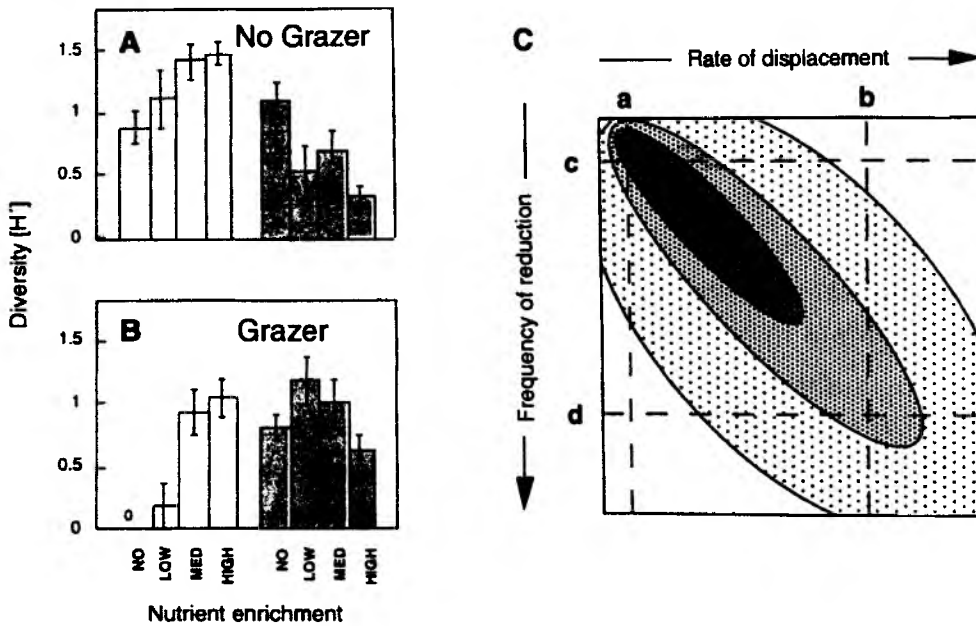 A
No Grazer
1.5
1
0.5
0
B
Grazer
1.5
1
0.5
0
0
Diversity [H']
NO
LOW
MED
HIGH
NO
LOW
MED
HIGH
Nutrient enrichment
C
Rate of displacement
a
b
c
d
Frequency of reduction